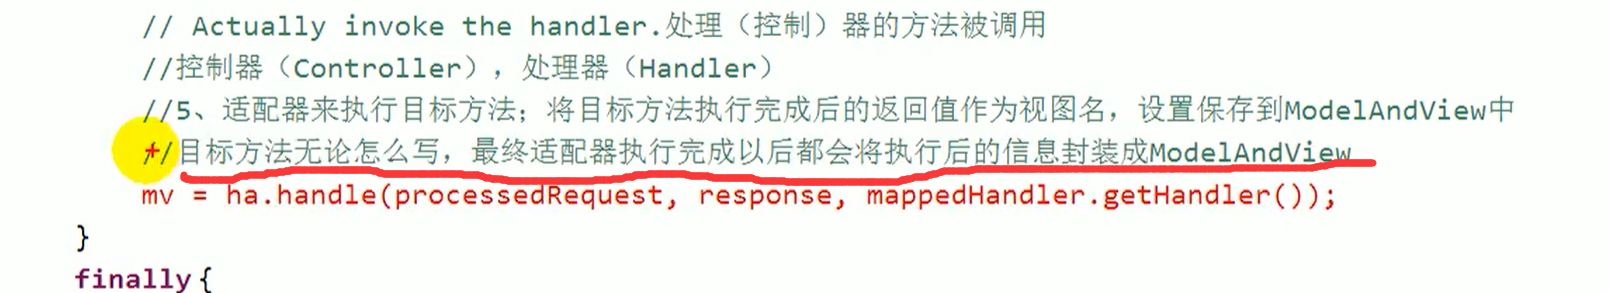 // Actually invoke the handler.处理（控制）器的方法被调用
//控制器（Controller），处理器（Handler）
//5、适配器来执行目标方法；将目标方法执行完成后的返回值作为视图名，设置保存到ModelAndView中
//目标方法无论怎么写，最终适配器执行完成以后都会将执行后的信息封装成ModelAndView
mv = ha.handle(processedRequest, response, mappedHandler.getHandler());
}
finally{